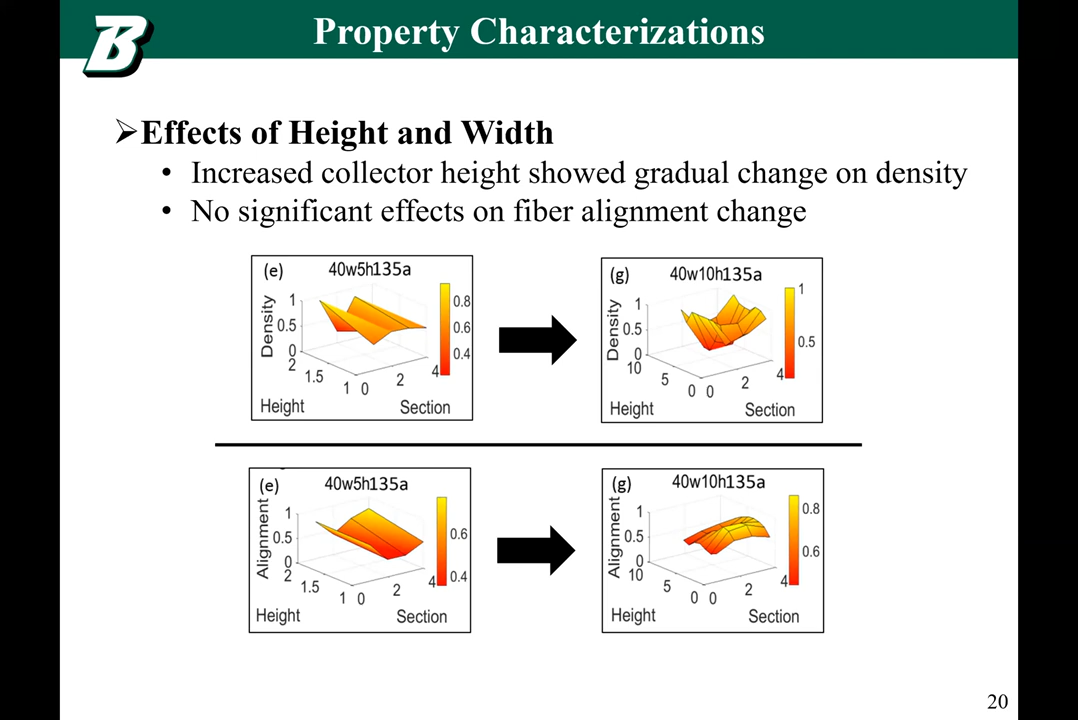 B
Property Characterizations
➢Effects of Height and Width
• Increased collector height showed gradual change on density
• No significant effects on fiber alignment change
(e) 40w5h135a
Density
1
0.5
0
2
1.5
1 0
2
4
0.8
0.6
0.4
Height
Section
(g) 40w10h135a
Density
1
0.5
0
10
5
0 0
2
4
1
0.5
Height
Section
(e) 40w5h135a
Alignment
1
0.5
0
2
1.5
1 0
2
4
0.6
0.4
Height
Section
(g) 40w10h135a
Alignment
1
0.5
0
10
5
0 0
2
4
0.8
0.6
Height
Section
20